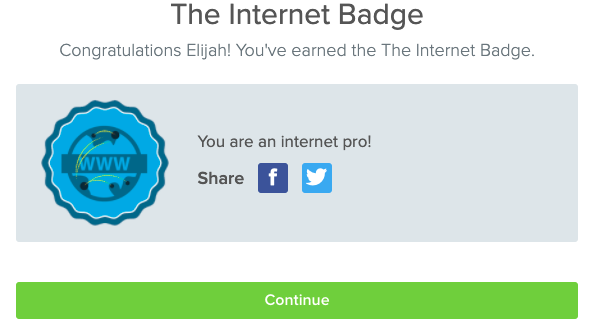 The Internet Badge
Congratulations Elijah! You've earned the The Internet Badge.
WWW
You are an internet pro!
Share
f
Continue